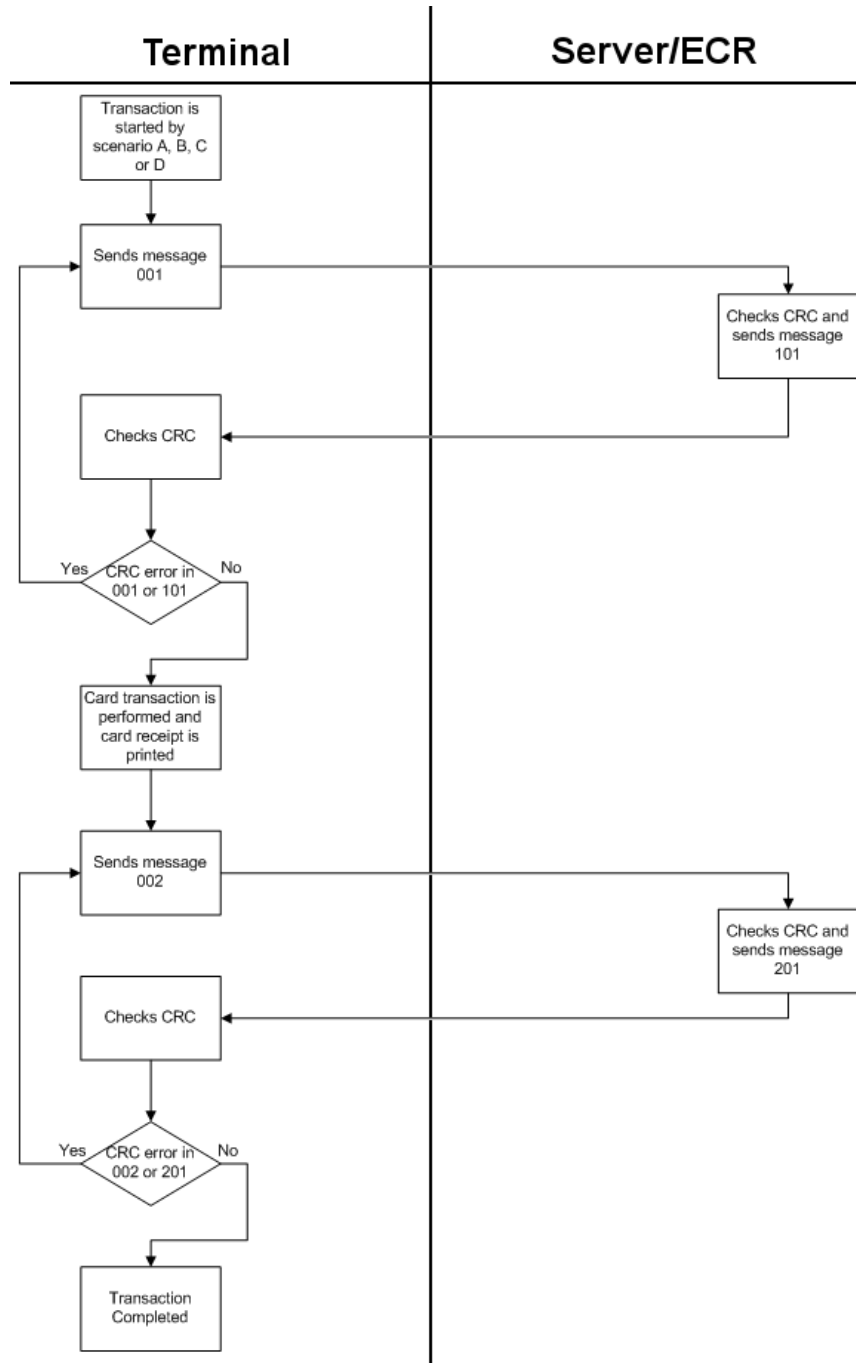 Terminal
Server/ECR
Transaction is
started by
scenario A, B, C
or D
Sends message
001
Checks CRC and
sends message
101
Checks CRC
Yes
CRC error in
001 or 101
No
Card transaction is
performed and
card receipt is
printed
Sends message
002
Checks CRC and
sends message
201
Checks CRC
Yes
CRC error in
002 or 201
No
Transaction
Completed